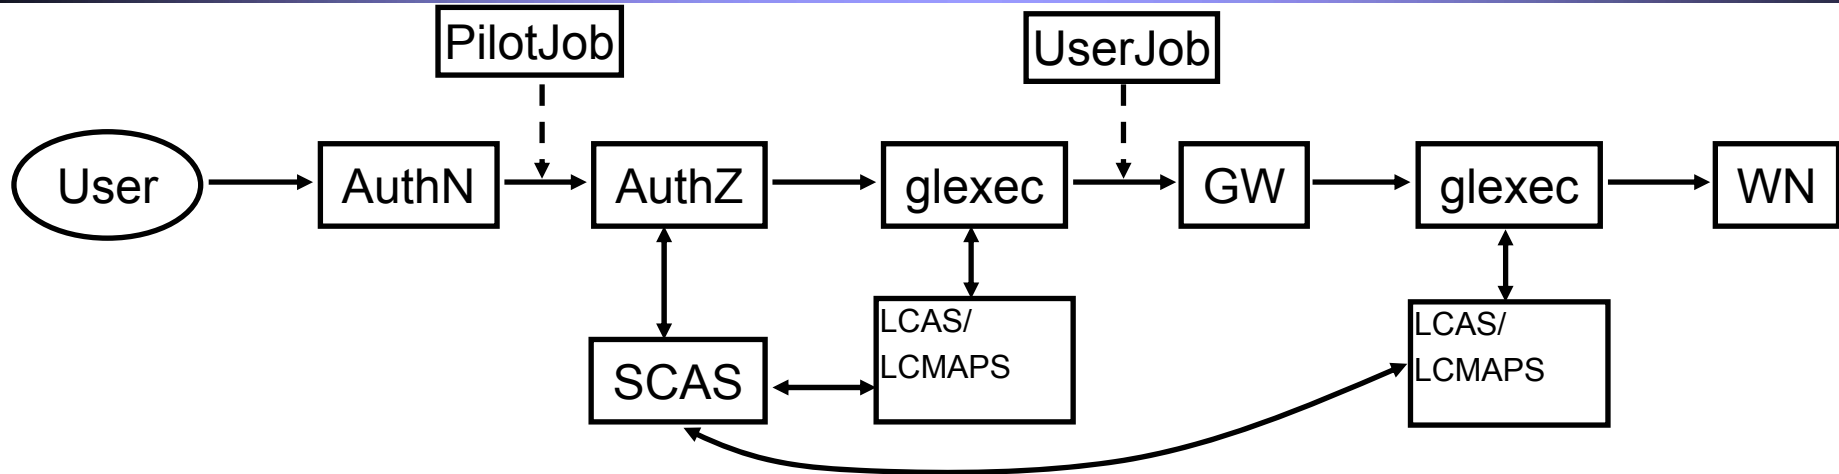 PilotJob
UserJob
User
AuthN
AuthZ
glexec
GW
glexec
WN
LCAS/
LCMAPS
LCAS/
LCMAPS
SCAS